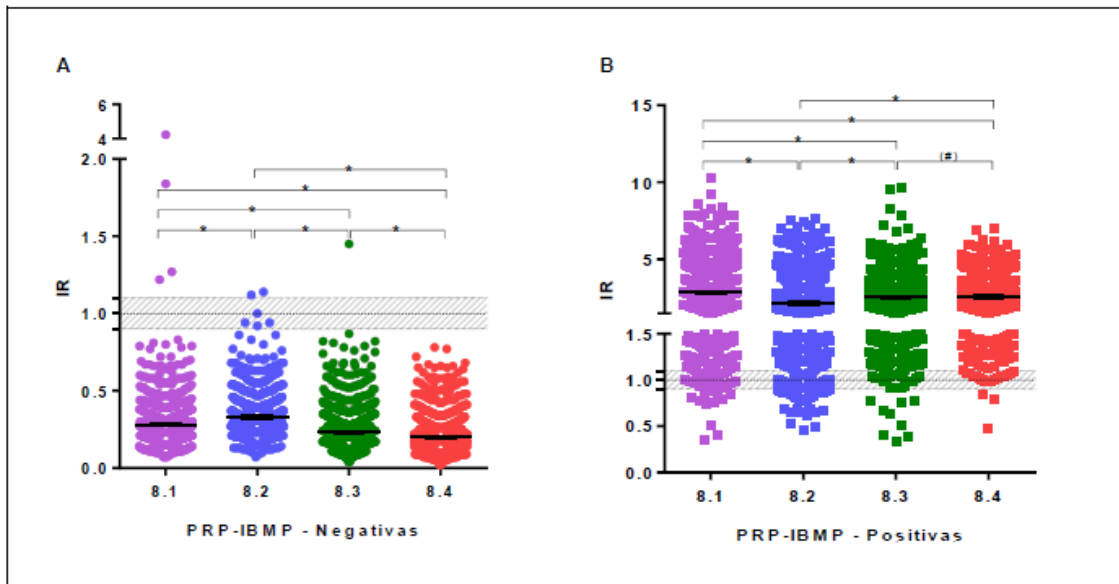 A
6
4
2.0
1.5
1.0
0.5
0.0
IR
*
*
*
* * *
8.1 8.2 8.3 8.4
PRP-IBMP - Negativas
B
15
10
5
1.5
1.0
0.5
0.0
IR
*
*
*
* * (#)
8.1 8.2 8.3 8.4
PRP-IBMP - Positivas